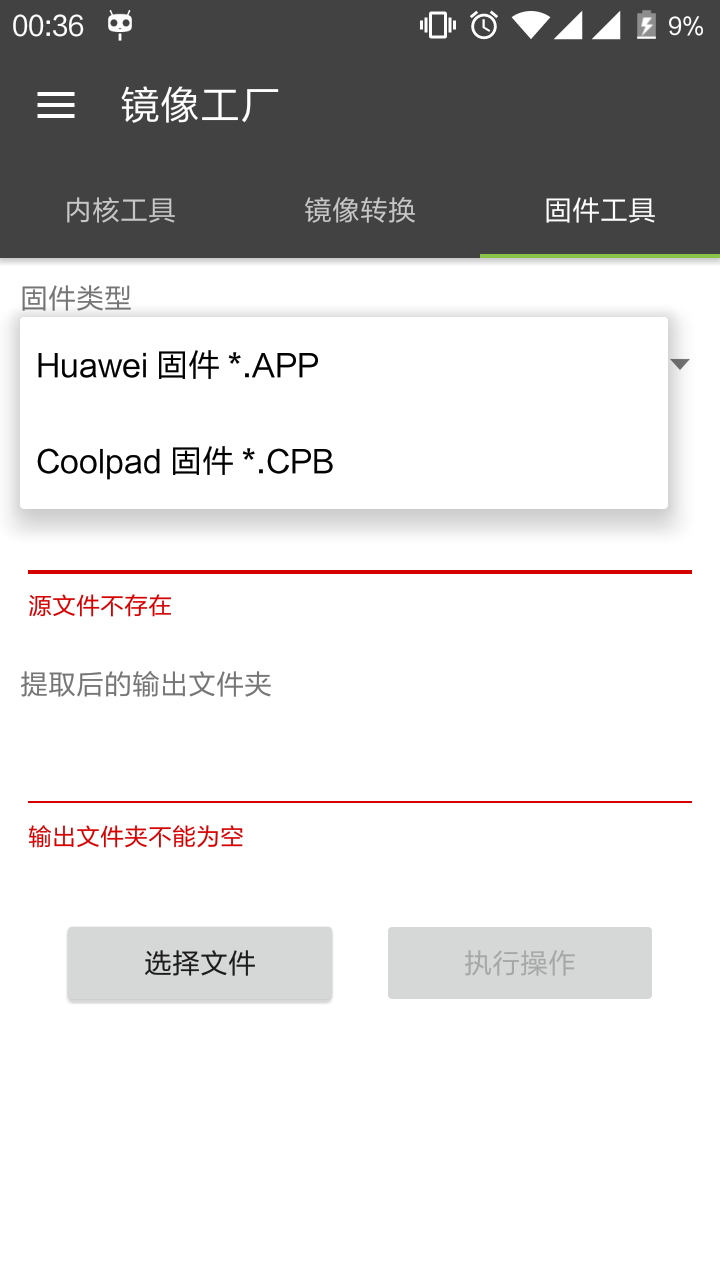 00:36
9%
镜像工厂
内核工具
镜像转换
固件工具
固件类型
Huawei 固件 *.APP
Coolpad 固件 *.CPB
源文件不存在
提取后的输出文件夹
输出文件夹不能为空
选择文件
执行操作